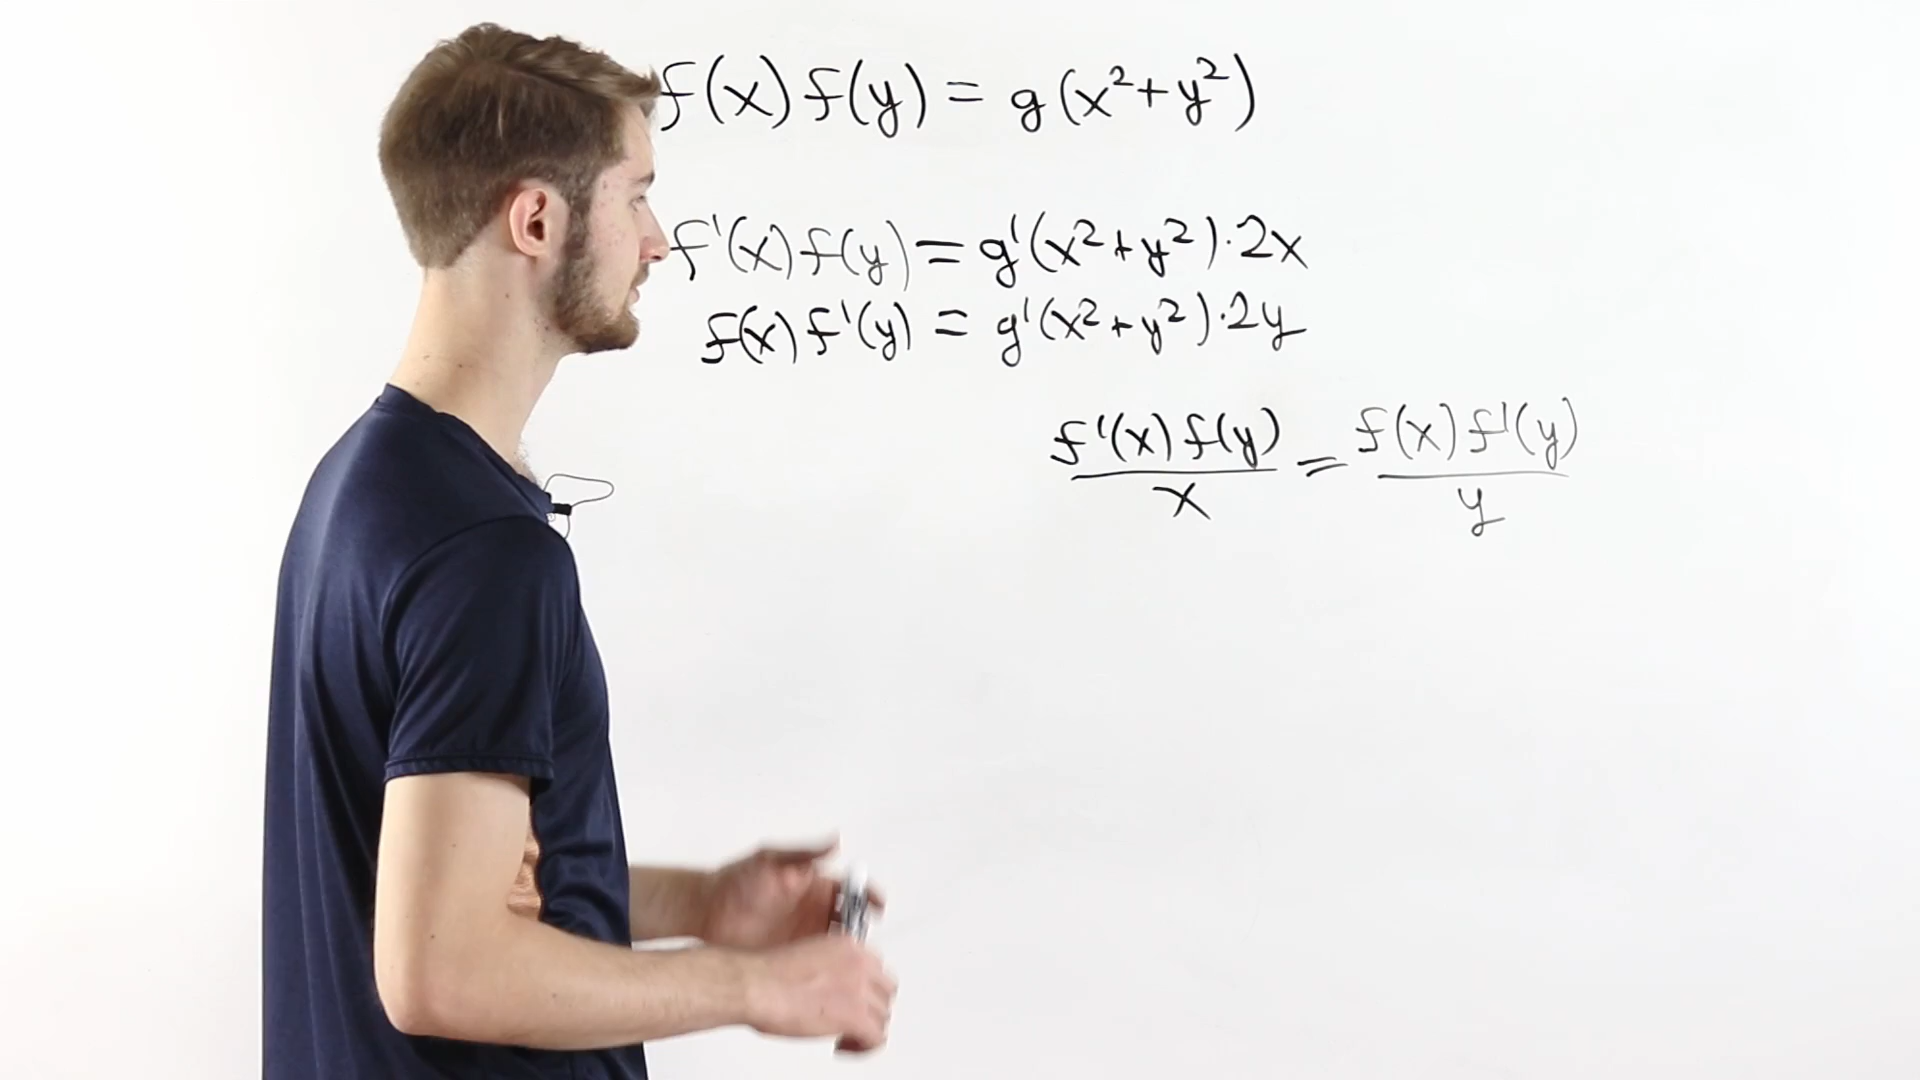 f(x) f(y) = g(x²+y²)
f'(x) f(y) = g'(x²+y²)·2x
f(x) f'(y) = g'(x²+y²)·2y
f'(x) f(y)/x = f(x) f'(y)/y